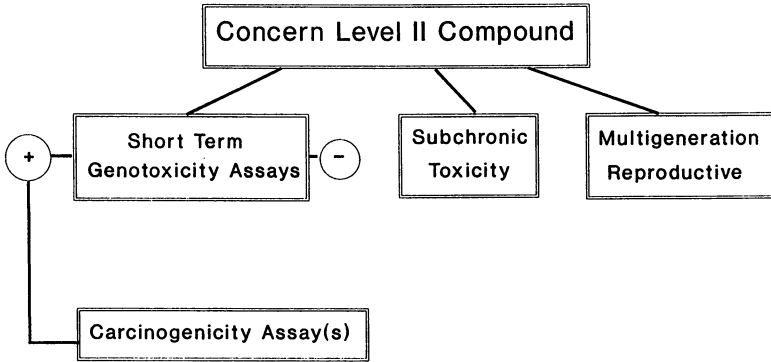 Concern Level II Compound
Short Term
Genotoxicity Assays
+
-
Subchronic
Toxicity
Multigeneration
Reproductive
Carcinogenicity Assay(s)